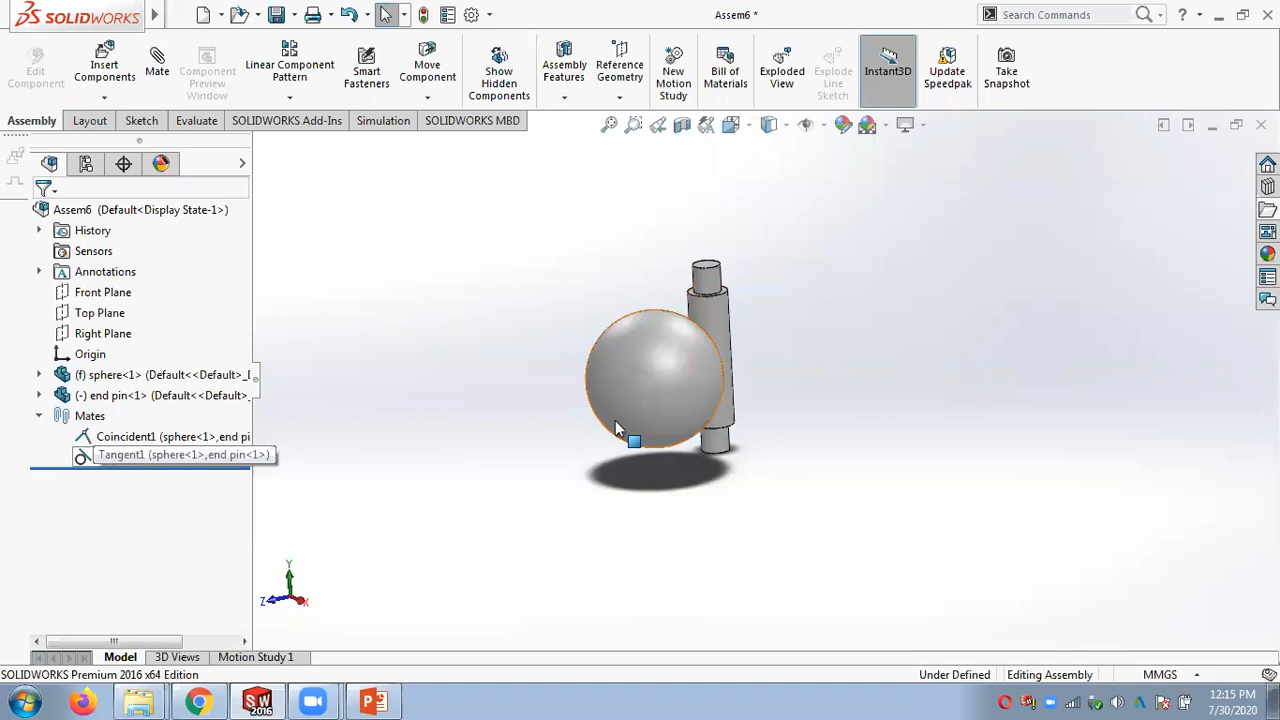 SOLIDWORKS
Assem6 *
Search Commands
?
Edit Component
Insert Components
Mate
Component Preview Window
Linear Component Pattern
Smart Fasteners
Move Component
Show Hidden Components
Assembly Features
Reference Geometry
New Motion Study
Bill of Materials
Exploded View
Explode Line Sketch
Instant3D
Update Speedpak
Take Snapshot
Assembly
Layout
Sketch
Evaluate
SOLIDWORKS Add-Ins
Simulation
SOLIDWORKS MBD
Assem6 (Default<Display State-1>)
History
Sensors
Annotations
Front Plane
Top Plane
Right Plane
Origin
(f) sphere<1> (Default<<Default>_D
(-) end pin<1> (Default<<Default>_
Mates
Coincident1 (sphere<1>,end pi
Tangent1 (sphere<1>,end pin<1>)
Y
Z
X
Model
3D Views
Motion Study 1
SOLIDWORKS Premium 2016 x64 Edition
Under Defined
Editing Assembly
MMGS
SW
2016
12:15 PM
7/30/2020